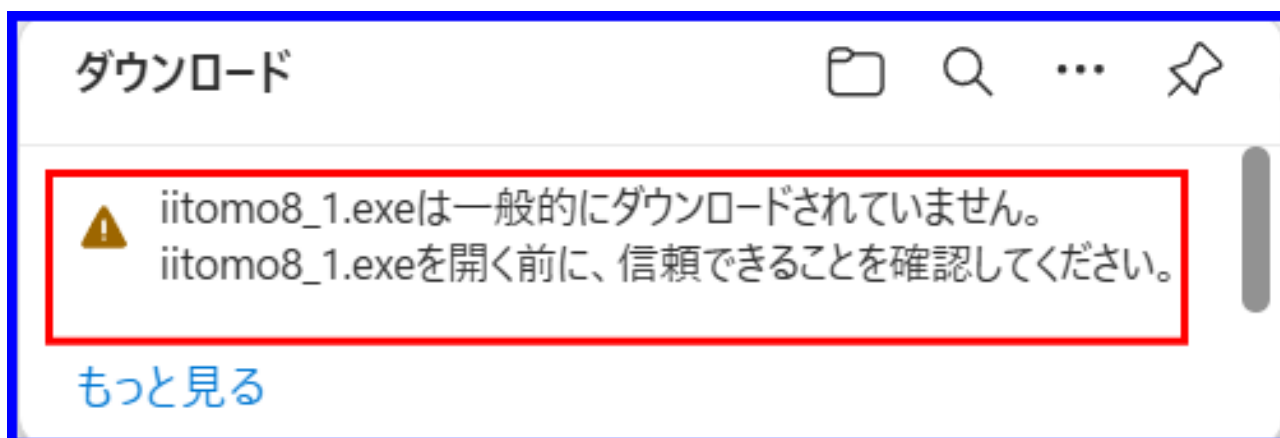 ダウンロード
iitomo8_1.exeは一般的にダウンロードされていません。
iitomo8_1.exeを開く前に、信頼できることを確認してください。
もっと見る